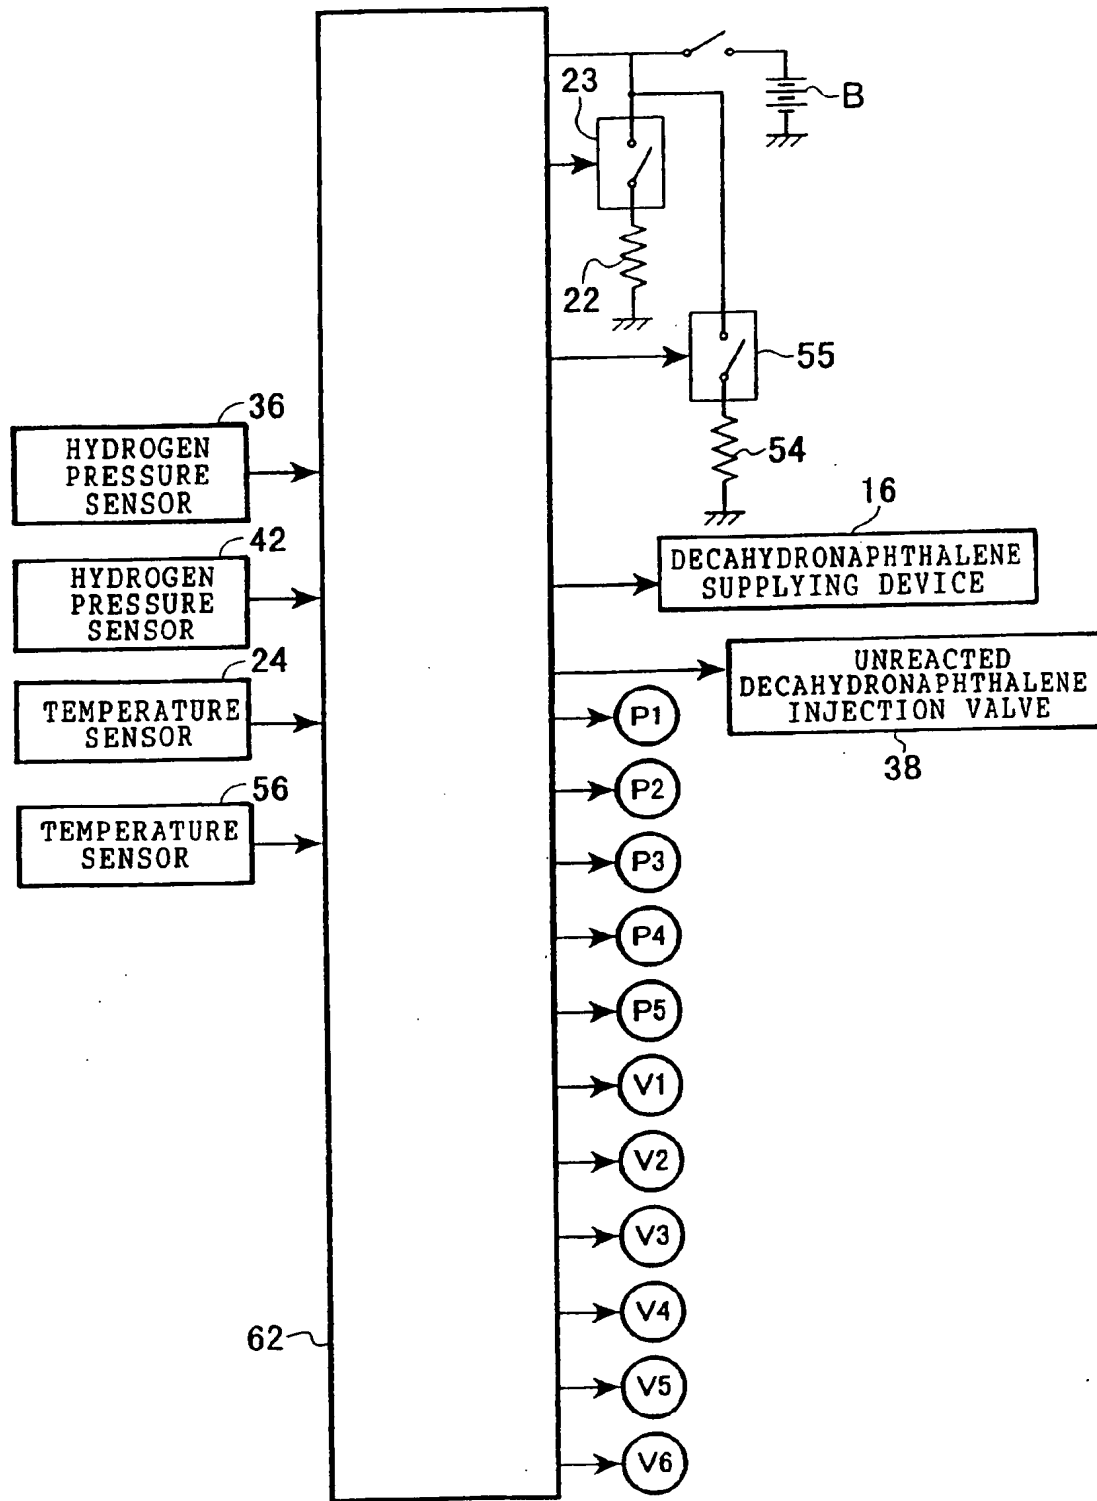 23
B
22
55
54
36
HYDROGEN
PRESSURE
SENSOR
42
HYDROGEN
PRESSURE
SENSOR
24
TEMPERATURE
SENSOR
56
TEMPERATURE
SENSOR
16
DECAHYDRONAPHTHALENE
SUPPLYING DEVICE
UNREACTED
DECAHYDRONAPHTHALENE
INJECTION VALVE
38
P1
P2
P3
P4
P5
V1
V2
V3
V4
V5
V6
62